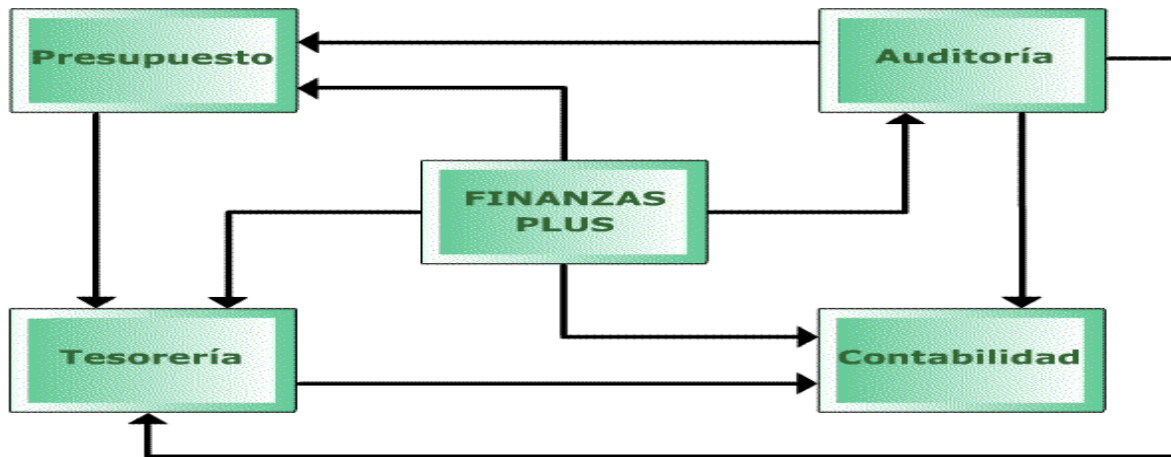 Presupuesto
Auditoría
FINANZAS
PLUS
Tesorería
Contabilidad